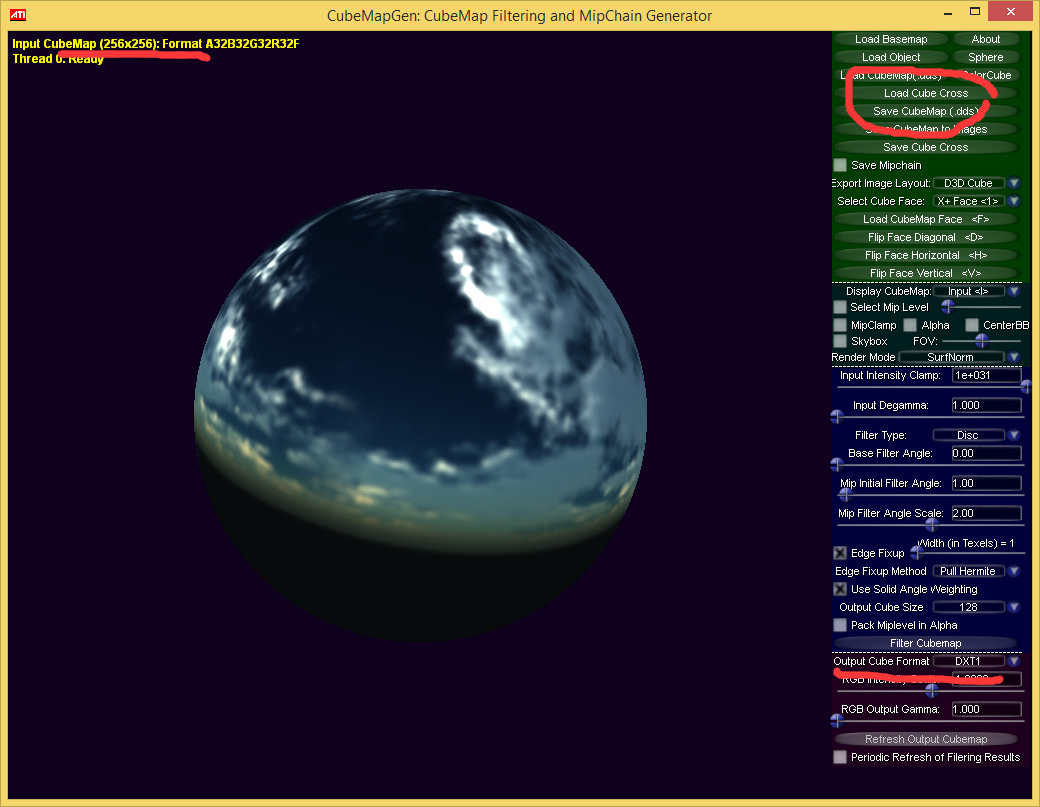 ATI
CubeMapGen: CubeMap Filtering and MipChain Generator
Input CubeMap (256x256): Format A32B32G32R32F
Thread 0: Ready
Load Basemap About
Load Object Sphere
Load CubeMap(.dds) ColorCube
Load Cube Cross
Save CubeMap (.dds)
Save CubeMap to Images
Save Cube Cross
Save Mipchain
Export Image Layout: D3D Cube
Select Cube Face: X+ Face <1>
Load CubeMap Face <F>
Flip Face Diagonal <D>
Flip Face Horizontal <H>
Flip Face Vertical <V>
Display CubeMap: Input <I>
Select Mip Level
MipClamp Alpha CenterBB
Skybox FOV:
Render Mode SurfNorm
Input Intensity Clamp: 1e+031
Input Degamma: 1.000
Filter Type: Disc
Base Filter Angle: 0.00
Mip Initial Filter Angle: 1.00
Mip Filter Angle Scale: 2.00
Width (in Texels) = 1
Edge Fixup
Edge Fixup Method Pull Hermite
Use Solid Angle Weighting
Output Cube Size 128
Pack Miplevel in Alpha
Filter Cubemap
Output Cube Format DXT1
RGB Intensity
RGB Output Gamma: 1.000
Refresh Output Cubemap
Periodic Refresh of Filering Results